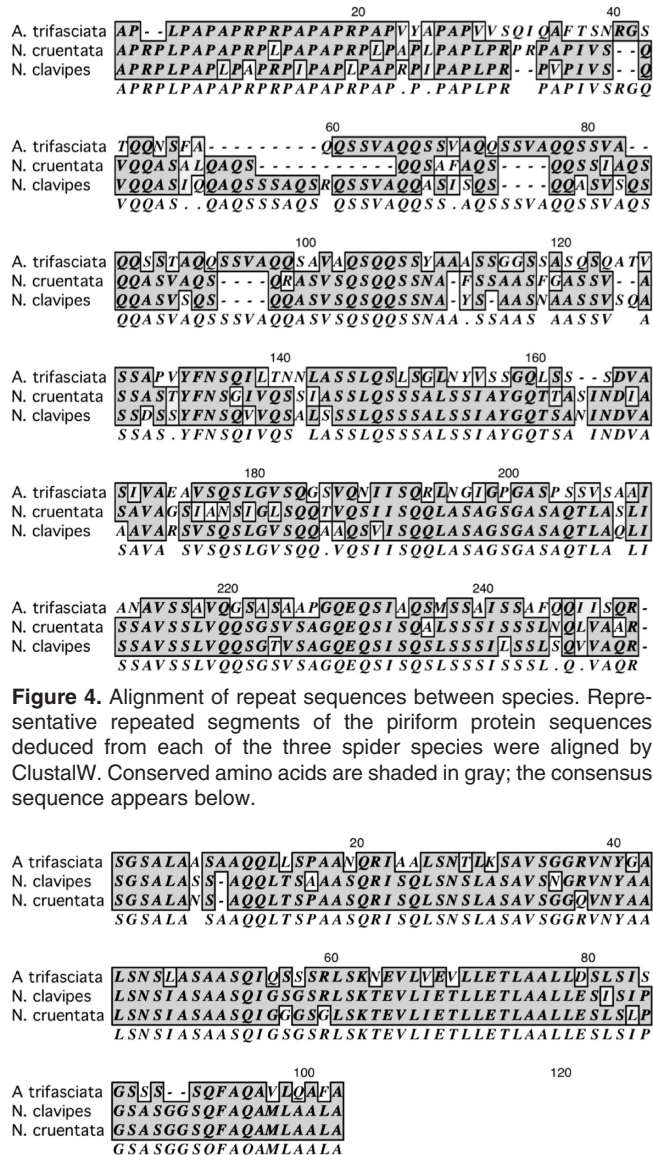 20 40
A. trifasciata AP--LPAPAPRPRPAPAPRPAPVYAPAPVVSQIQAFTSNRGS
N. cruentata APRPLPAPAPRPLPAPAPRPLPAPLPAPLPRPRPAPIVS--Q
N. clavipes APRPLPAPLPAPRPIPAPLPAPRPIPAPLPR--PVPIVS--Q
APRPLPAPAPRPRPAPAPRPAP.P.PAPLPR PAPIVSRGQ
60 80
A. trifasciata TQQNSFA---------QQSSVAQQSSVAQQSSVAQQSSVA--
N. cruentata VQQASALQAQS-----------QQSAFAQS----QQSSIAQS
N. clavipes VQQASIQQAQSSSAQSRQSSVAQQASISQS----QQASVSQS
VQQAS..QAQSSSAQS QSSVAQQSS.AQSSSVAQQSSVAQS
100 120
A. trifasciata QQSSTAQQSSVAQQSAVAQSQQSSYAAASSGGSSASQSQATV
N. cruentata QQASVAQS----QRASVSQSQQSSNA-FSSAASFGASSV--A
N. clavipes QQASVSQS----QQASVSQSQQSSNA-YS-AASNAASSVSQA
QQASVAQSSSVAQQASVSQSQQSSNAA.SSAAS AASSV A
140 160
A. trifasciata SSAPVYFNSQILTNNLASSLQSLSGLNYVSSGQLSS--SDVA
N. cruentata SSASTYFNSGIVQSSIASSLQSSSALSSIAYGQTTASINDIA
N. clavipes SSDSSYFNSQVVQSALSSSLQSSSALSSIAYGQTSANINDVA
SSAS.YFNSQIVQS LASSLQSSSALSSIAYGQTSA INDVA
180 200
A. trifasciata SIVAEAVSQSLGVSQGSVQNIISQRLNGIGPGASPSSVSAAI
N. cruentata SAVAGSIANSIGLSQQTVQSIISQQLASAGSGASAQTLASLI
N. clavipes AAVARSVSQSLGVSQQAAQSVISQQLASAGSGASAQTLAQLI
SAVA SVSQSLGVSQQ.VQSIISQQLASAGSGASAQTLA LI
220 240
A. trifasciata ANAVSSAVQGSASAAPGQEQSIAQSMSSAISSAFQQIISQR-
N. cruentata SSAVSSLVQQSGSVSAGQEQSISQALSSSISSSLNQLVAAR-
N. clavipes SSAVSSLVQQSGTVSAGQEQSISQSLSSSILSSLSQVVAQR-
SSAVSSLVQQSGSVSAGQEQSISQSLSSSISSSL.Q.VAQR
Figure 4. Alignment of repeat sequences between species. Repre-
sentative repeated segments of the piriform protein sequences
deduced from each of the three spider species were aligned by
ClustalW. Conserved amino acids are shaded in gray; the consensus
sequence appears below.
20 40
A trifasciata SGSALAASAAQQLLSPAANQRIAALSNTLKSAVSGGRVNYGA
N. clavipes SGSALASS-AQQLTSAAASQRISQLSNSLASAVSNGRVNYAA
N. cruentata SGSALANS-AQQLTSPAASQRISQLSNSLASAVSGGQVNYAA
SGSALA SAAQQLTSPAASQRISQLSNSLASAVSGGRVNYAA
60 80
A trifasciata LSNSLASAASQIQSSSRLSKNEVLVEVLLETLAALLDSLSIS
N. clavipes LSNSIASAASQIGSGSRLSKTEVLIETLLETLAALLESISIP
N. cruentata LSNSIASAASQIGGGSGLSKTEVLIETLLETLAALLESLSLP
LSNSIASAASQIGSGSRLSKTEVLIETLLETLAALLESLSIP
100 120
A trifasciata GSSS--SQFAQAVLQAFA
N. clavipes GSASGGSQFAQAMLAALA
N. cruentata GSASGGSQFAQAMLAALA
GSASGGSQFAQAMLAALA